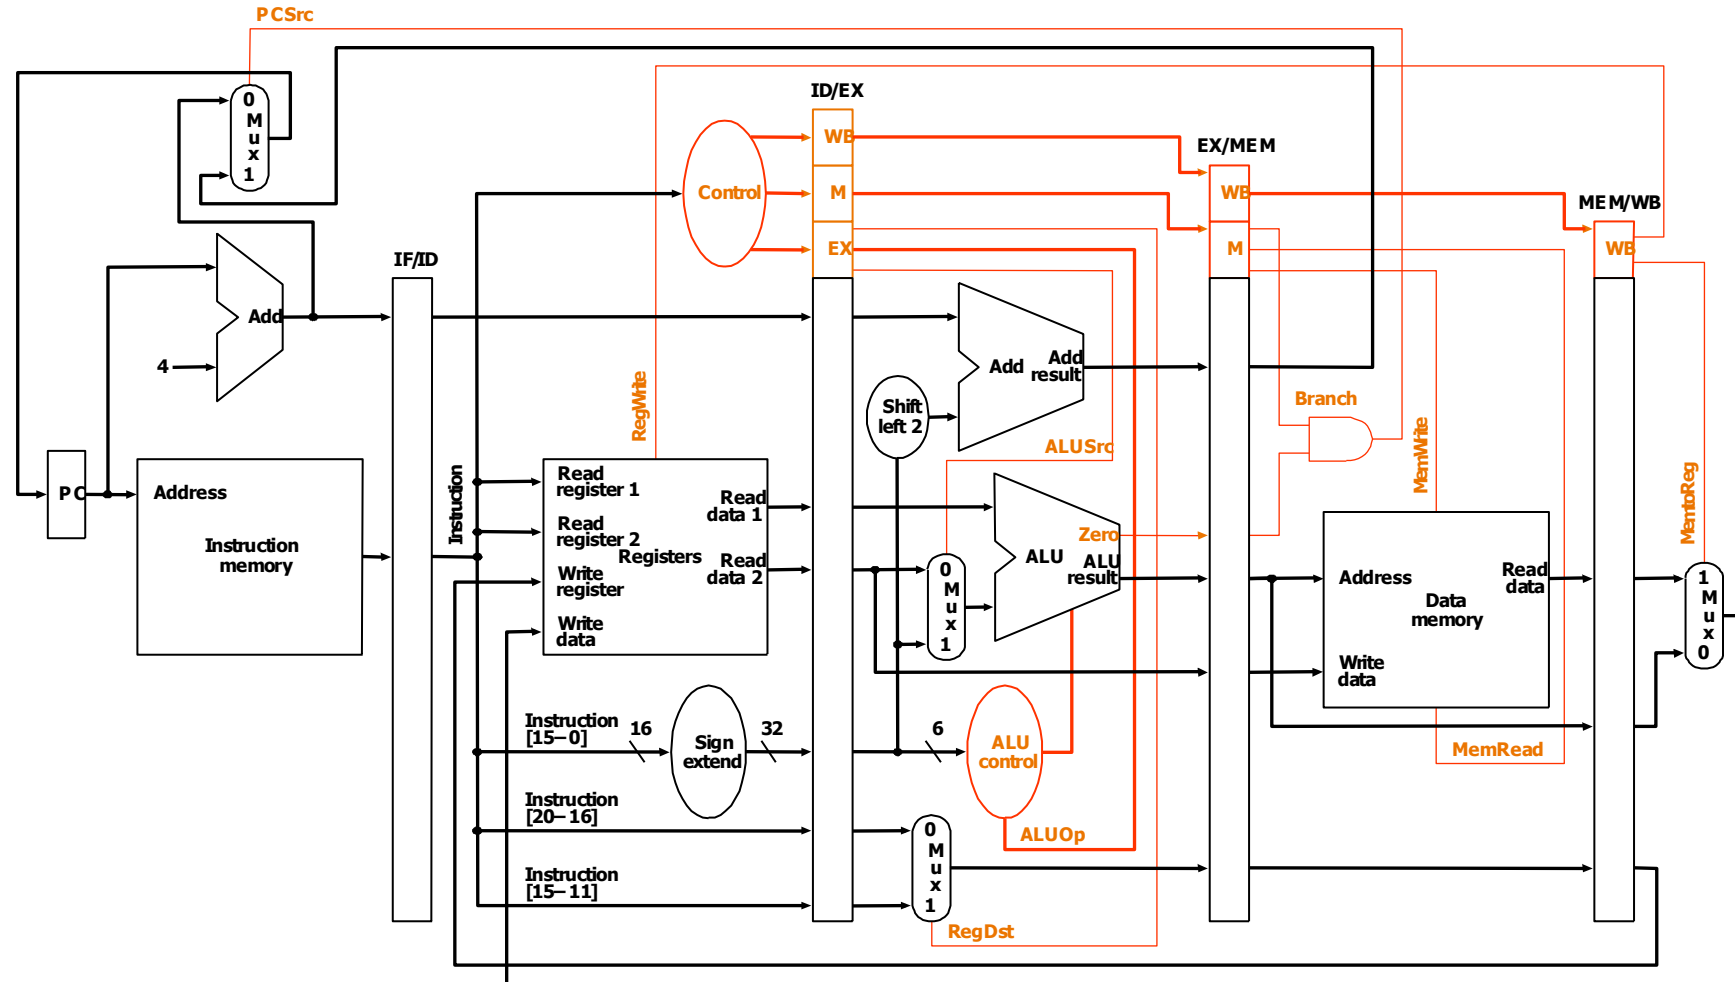 PCSrc
0
M
u
x
1
ID/EX
WB
M
EX
Control
EX/MEM
WB
M
MEM/WB
WB
IF/ID
Add
4
RegWrite
Add
Add
result
Shift
left 2
Branch
ALUSrc
MemWrite
MemtoReg
PC
Address
Instruction
memory
Instruction
Read
register 1
Read
register 2
Write
register
Write
data
Registers
Read
data 1
Read
data 2
0
M
u
x
1
Zero
ALU
ALU
result
Address
Read
data
Data
memory
Write
data
1
M
u
x
0
Instruction
[15–0]
16
Sign
extend
32
6
ALU
control
MemRead
Instruction
[20–16]
ALUOp
Instruction
[15–11]
0
M
u
x
1
RegDst